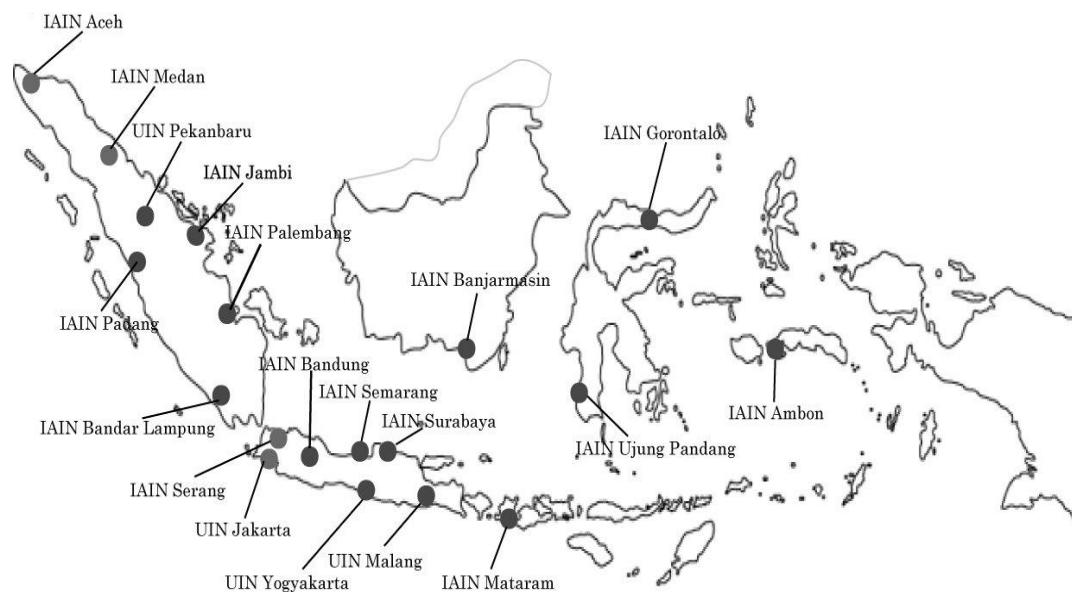 IAIN Aceh
IAIN Medan
UIN Pekanbaru
IAIN Gorontalo
IAIN Jambi
IAIN Palembang
IAIN Banjarmasin
IAIN Padang
IAIN Bandung
IAIN Semarang
IAIN Ambon
IAIN Surabaya
IAIN Bandar Lampung
IAIN Ujung Pandang
IAIN Serang
UIN Jakarta
UIN Malang
UIN Yogyakarta
IAIN Mataram